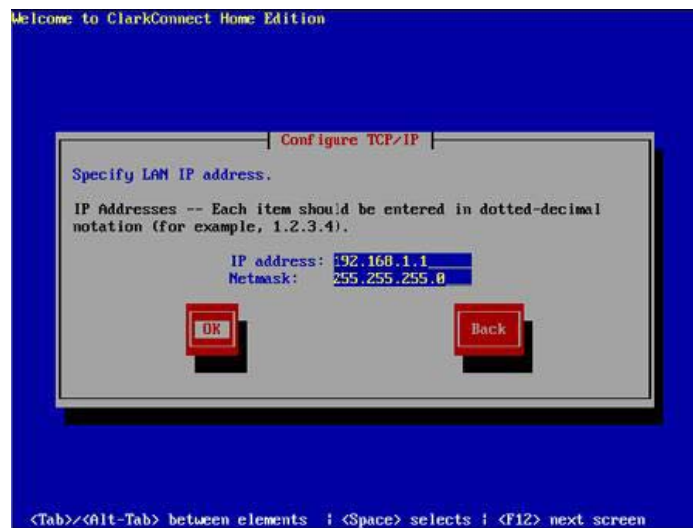 Welcome to ClarkConnect Home Edition
Configure TCP/IP
Specify LAN IP address.
IP Addresses -- Each item should be entered in dotted-decimal
notation (for example, 1.2.3.4).
IP address: 192.168.1.1
Netmask: 255.255.255.0
OK Back
<Tab>/<Alt-Tab> between elements | <Space> selects | <F12> next screen